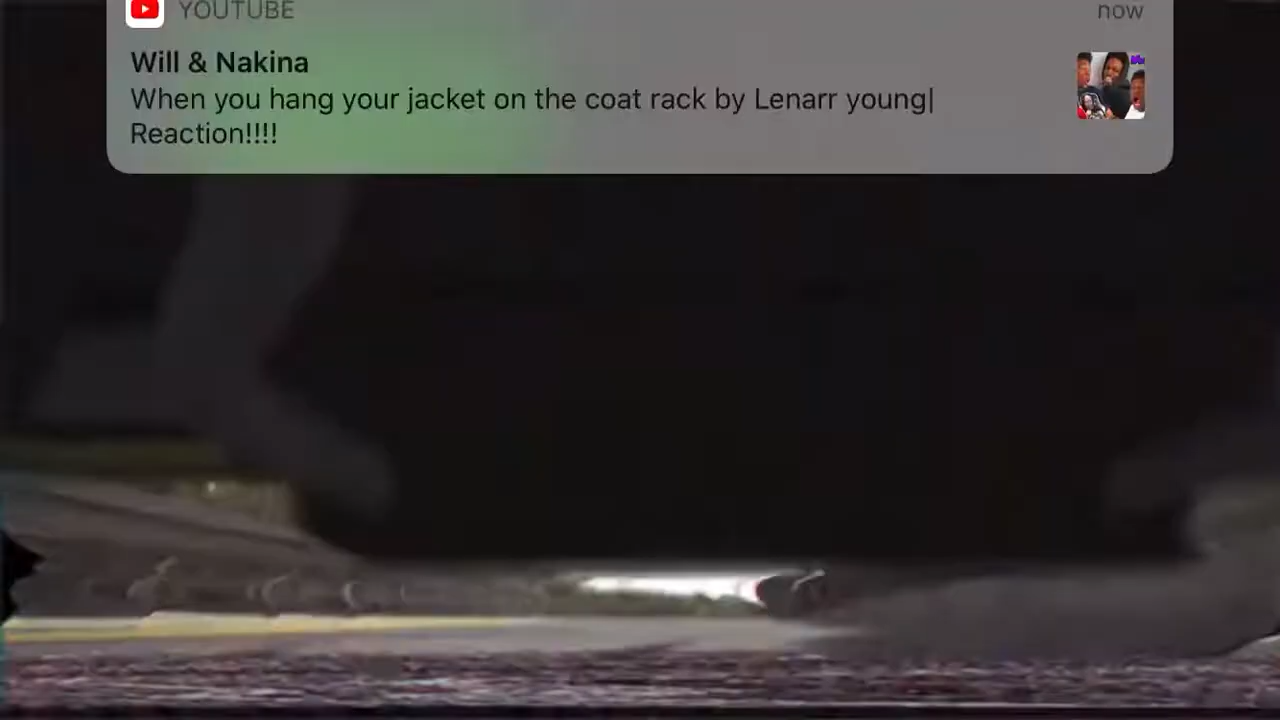 YOUTUBE
now
Will & Nakina
When you hang your jacket on the coat rack by Lenarr young|
Reaction!!!!